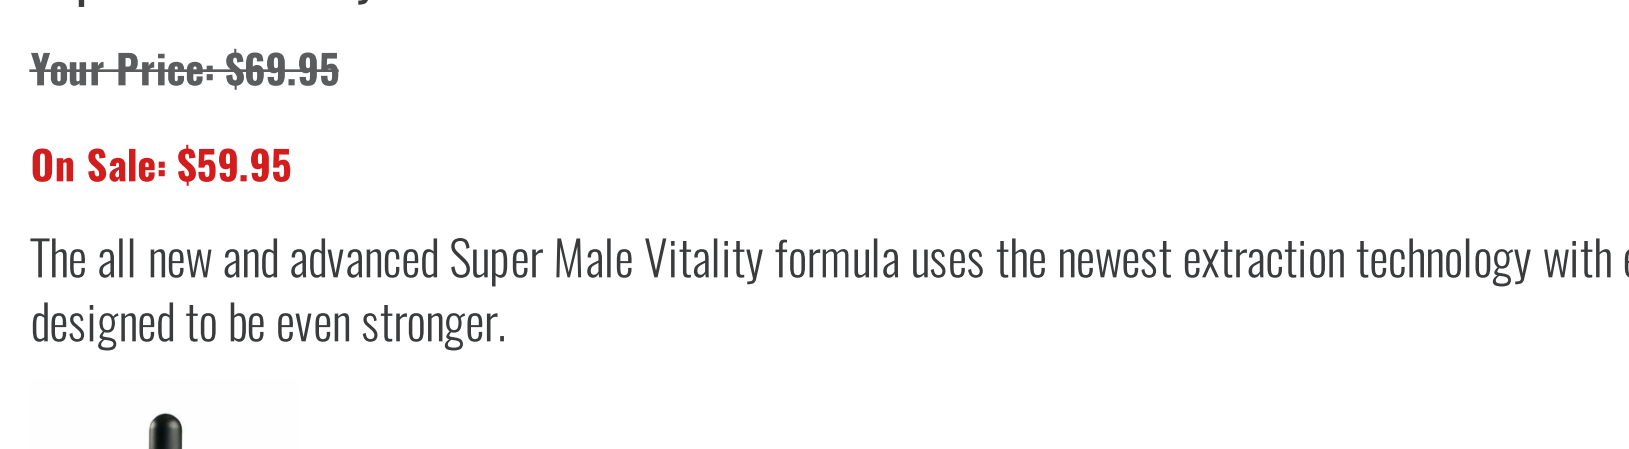 Your Price: $69.95
On Sale: $59.95
The all new and advanced Super Male Vitality formula uses the newest extraction technology with
designed to be even stronger.